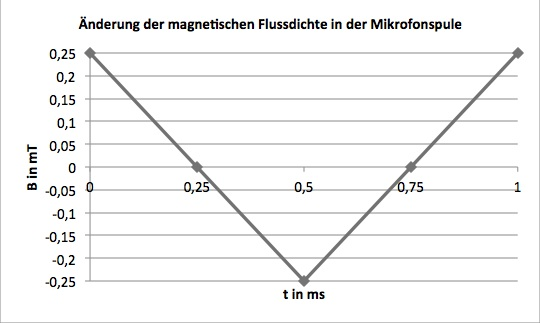 Änderung der magnetischen Flussdichte in der Mikrofonspule
0,25
0,2
0,15
0,1
0,05
0
-0,05
-0,1
-0,15
-0,2
-0,25
B in mT
0 0,25 0,5 0,75 1
t in ms